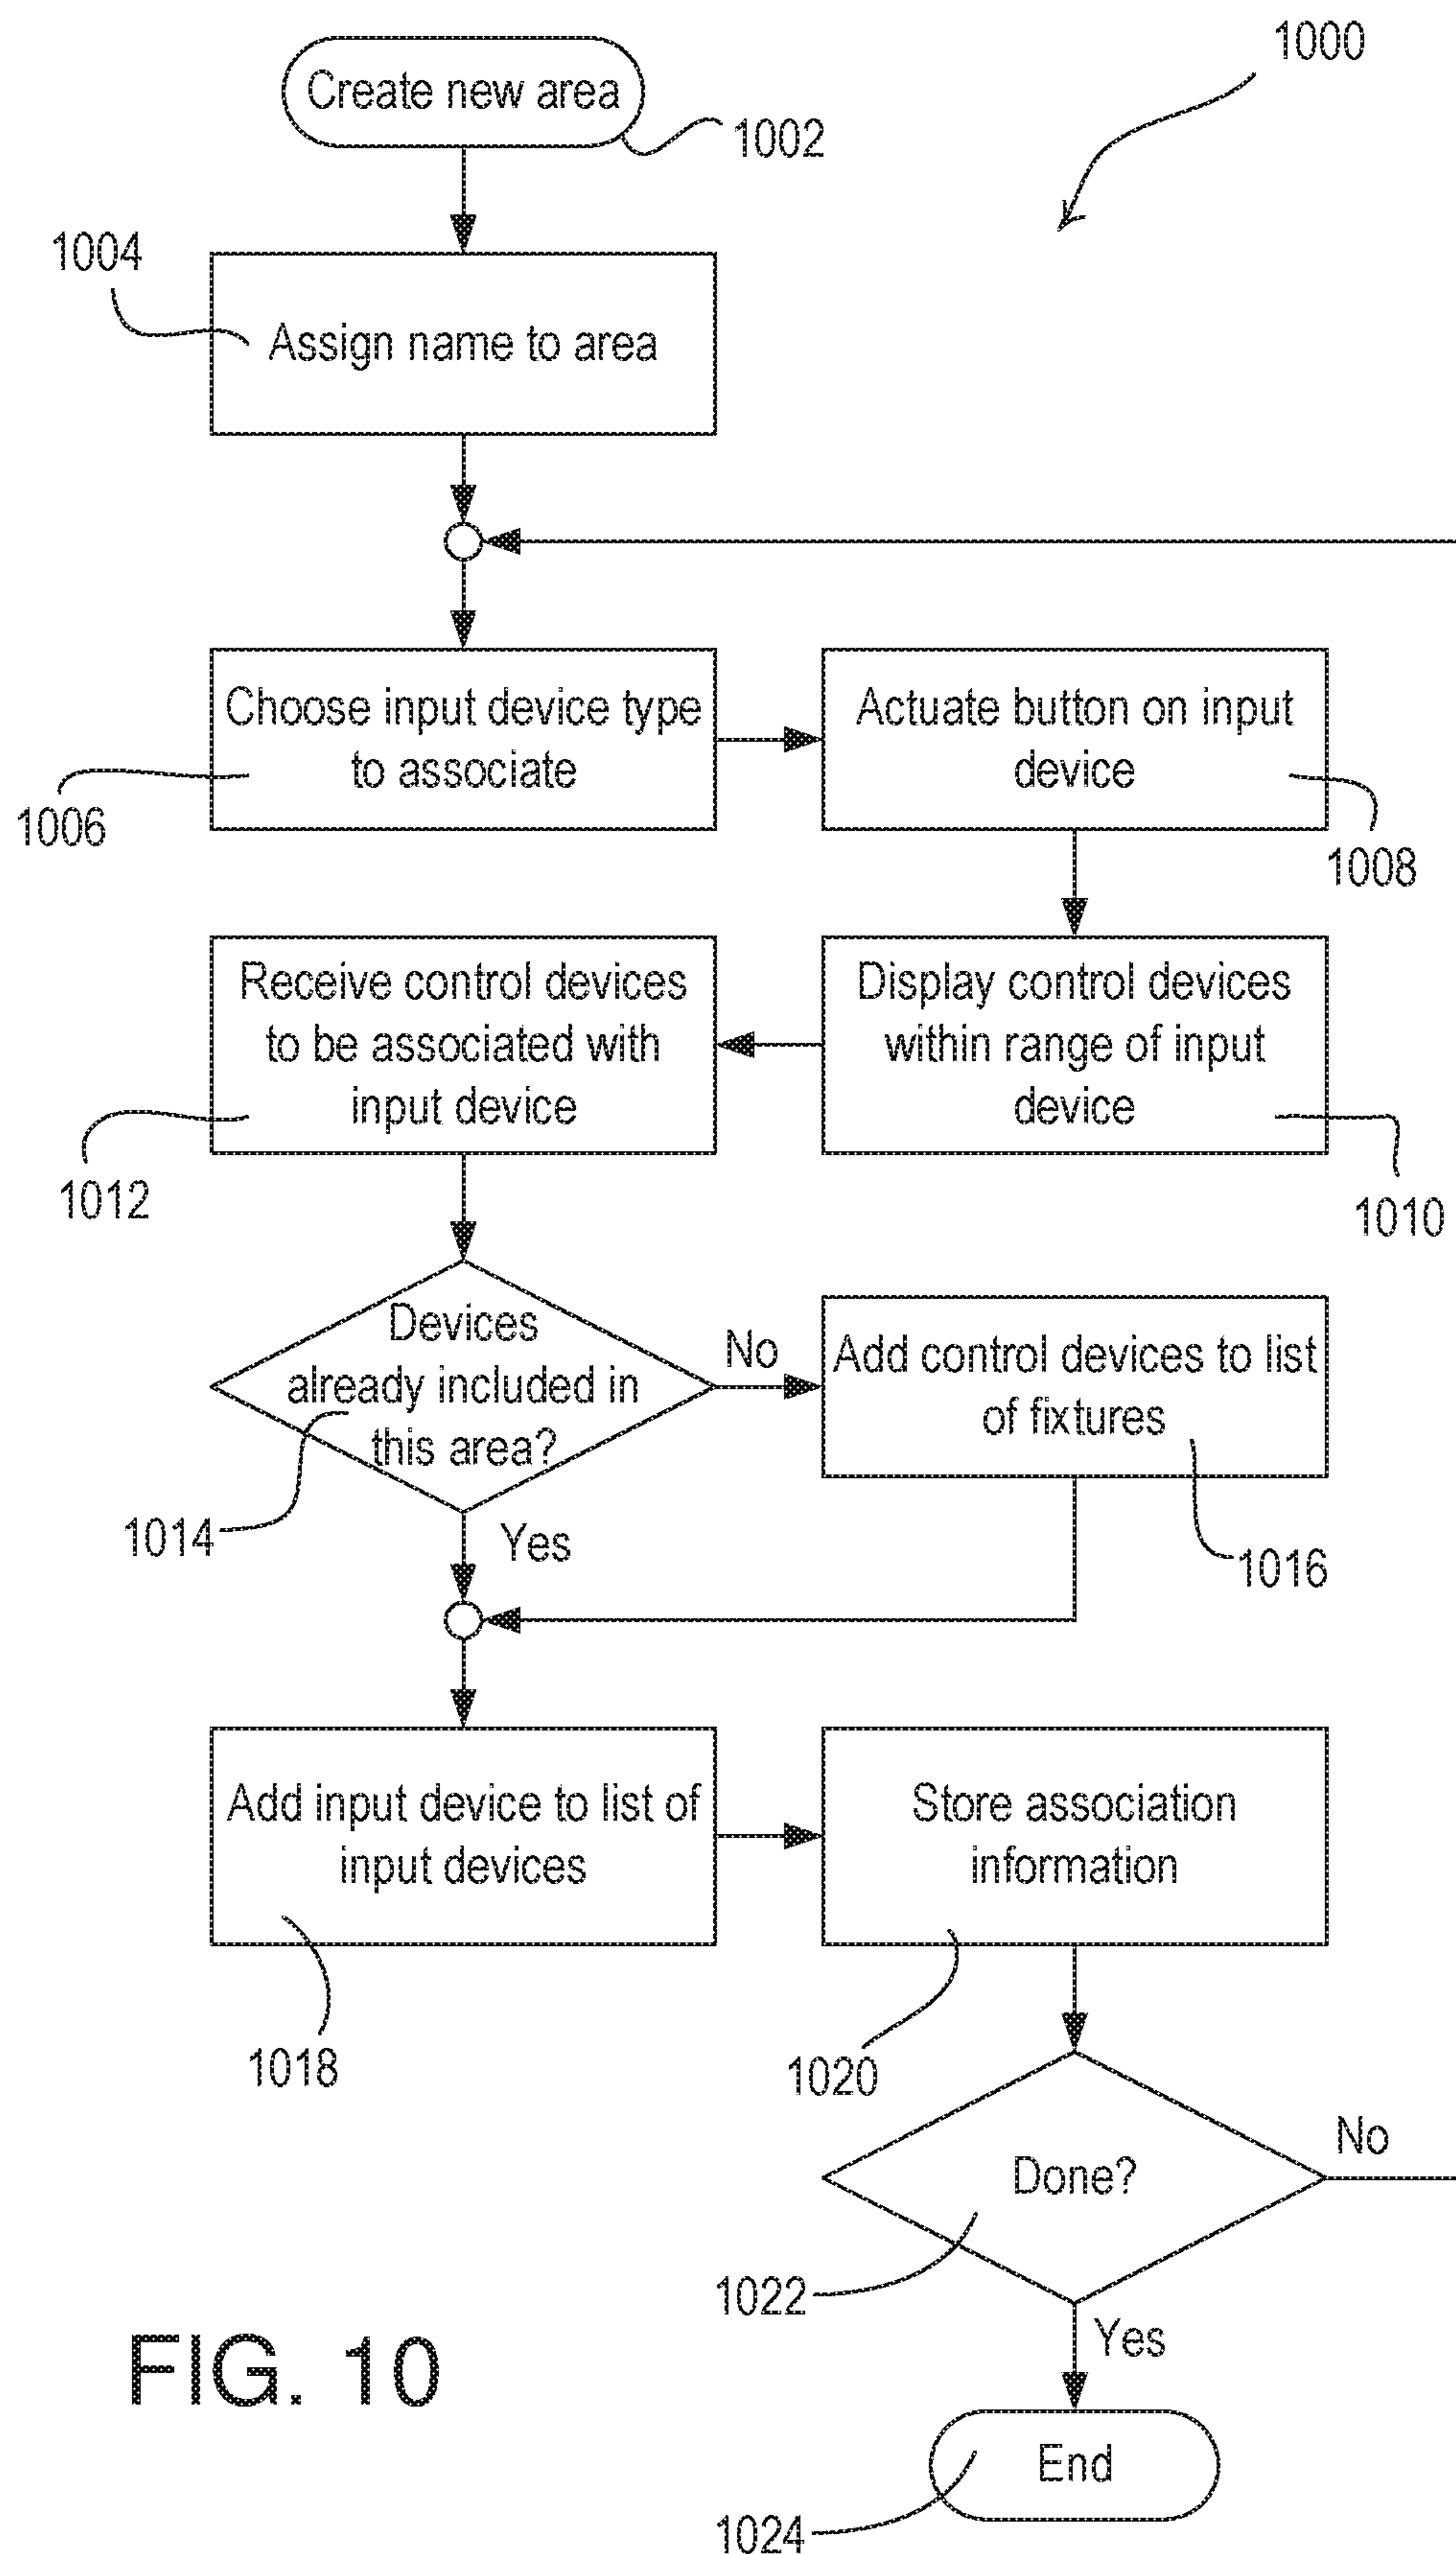 1000
Create new area
1002
1004
Assign name to area
Choose input device type
to associate
1006
Actuate button on input
device
1008
Receive control devices
to be associated with
input device
1012
Display control devices
within range of input
device
1010
Devices
already included in
this area?
1014
No
Yes
Add control devices to list
of fixtures
1016
Add input device to list of
input devices
1018
Store association
information
1020
Done?
1022
No
Yes
End
1024
FIG. 10